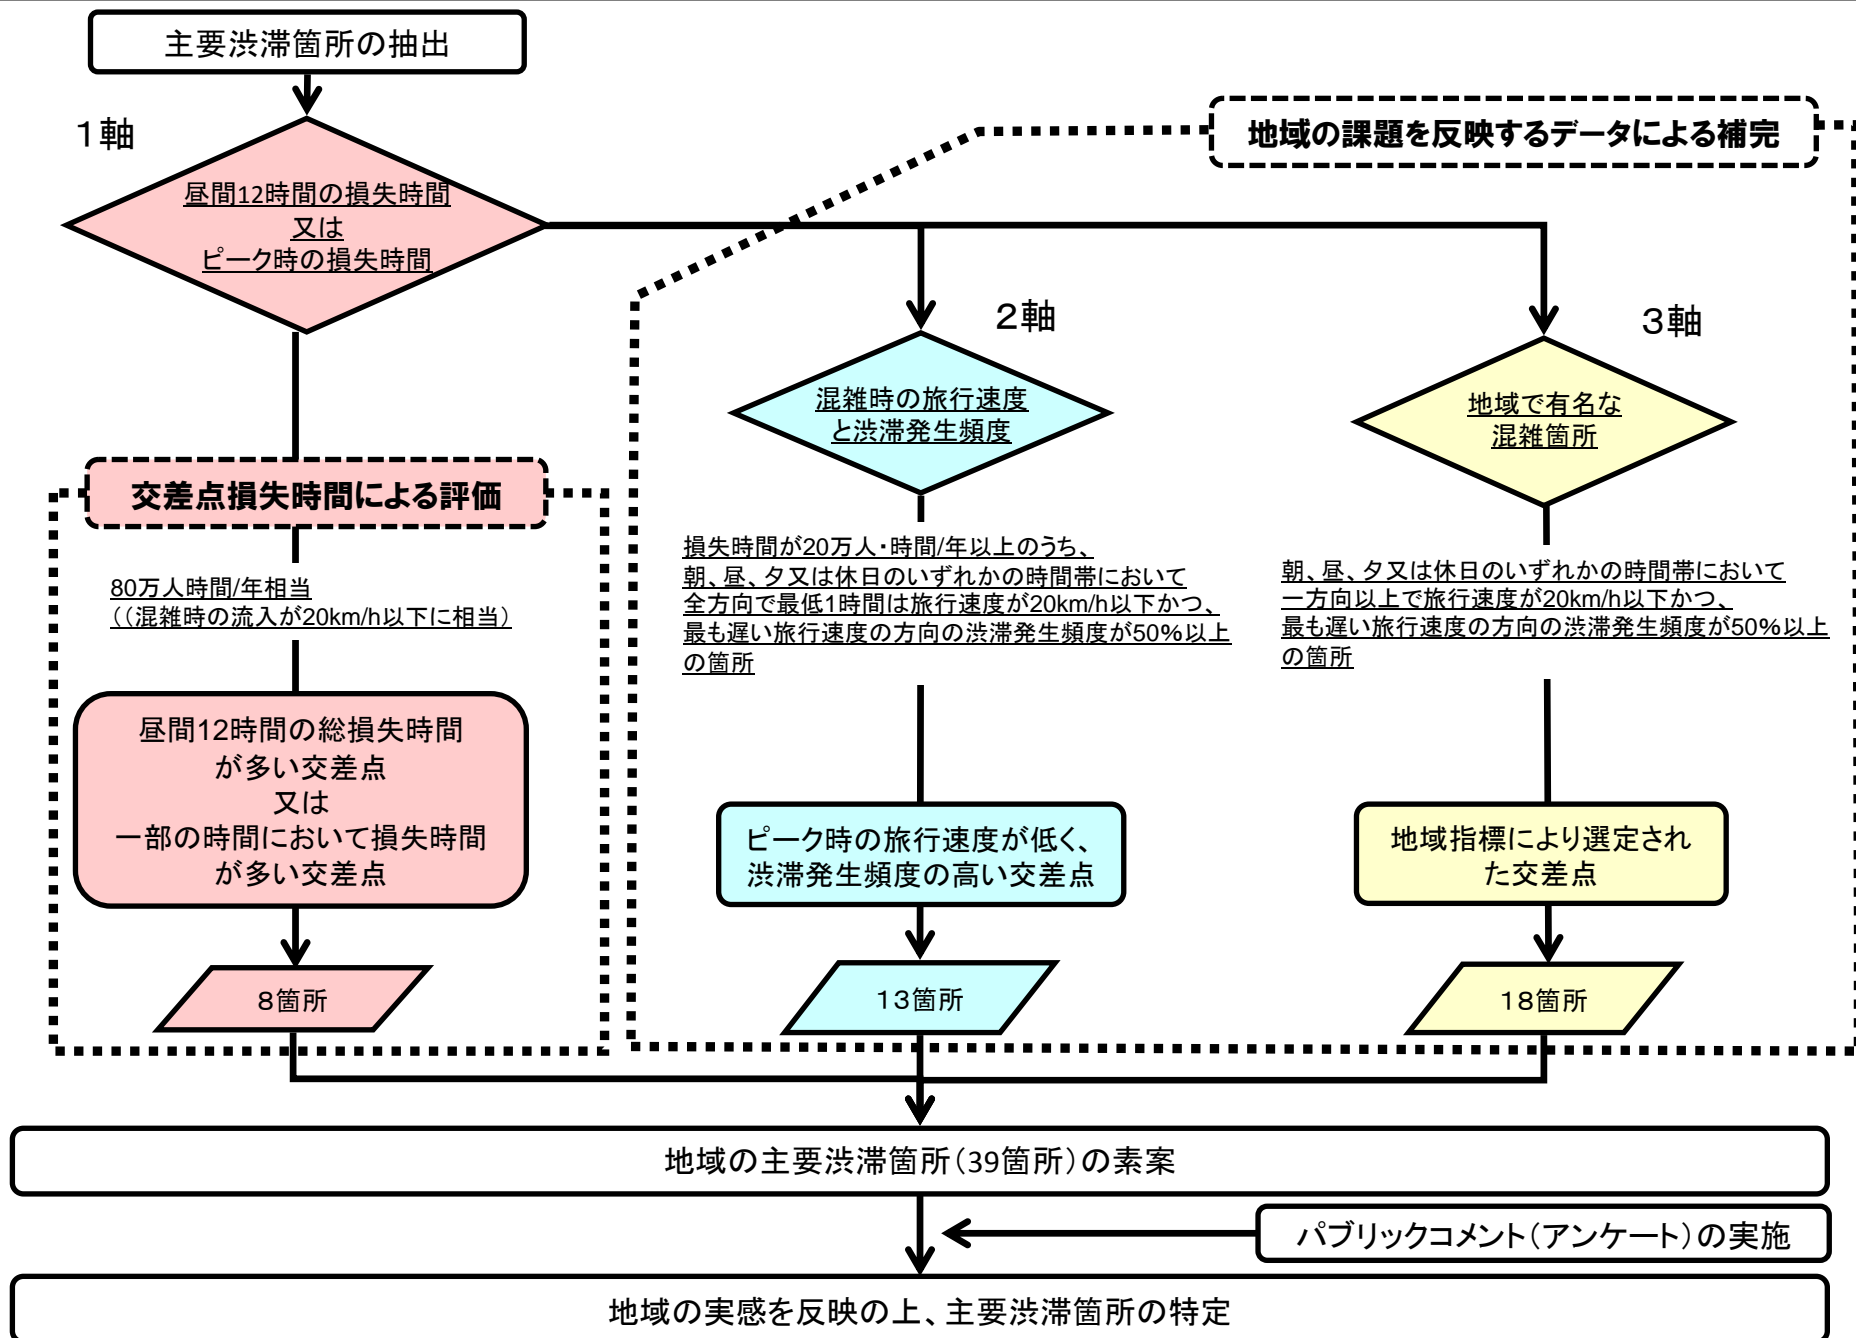 主要渋滞箇所の抽出
1軸
昼間12時間の損失時間
又は
ピーク時の損失時間
地域の課題を反映するデータによる補完
2軸
混雑時の旅行速度
と渋滞発生頻度
3軸
地域で有名な
混雑箇所
交差点損失時間による評価
80万人時間/年相当
((混雑時の流入が20km/h以下に相当)
損失時間が20万人・時間/年以上のうち、
朝、昼、夕又は休日のいずれかの時間帯において
全方向で最低1時間は旅行速度が20km/h以下かつ、
最も遅い旅行速度の方向の渋滞発生頻度が50%以上
の箇所
朝、昼、夕又は休日のいずれかの時間帯において
一方向以上で旅行速度が20km/h以下かつ、
最も遅い旅行速度の方向の渋滞発生頻度が50%以上
の箇所
昼間12時間の総損失時間
が多い交差点
又は
一部の時間において損失時間
が多い交差点
ピーク時の旅行速度が低く、
渋滞発生頻度の高い交差点
地域指標により選定され
た交差点
8箇所
13箇所
18箇所
地域の主要渋滞箇所(39箇所)の素案
パブリックコメント(アンケート)の実施
地域の実感を反映の上、主要渋滞箇所の特定